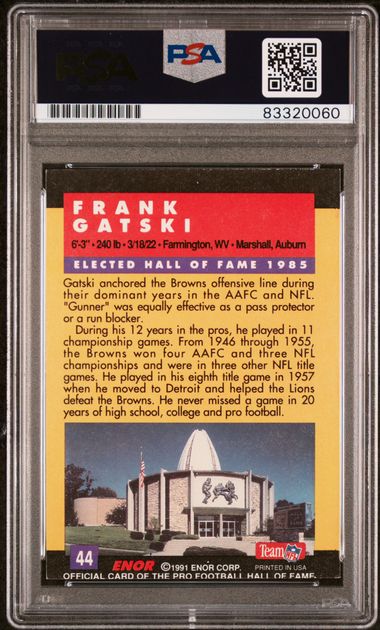 PSA
PSA
83320060
FRANK
GATSKI
6'-3" • 240 lb • 3/18/22 • Farmington, WV • Marshall, Auburn
ELECTED HALL OF FAME 1985
Gatski anchored the Browns offensive line during
their dominant years in the AAFC and NFL.
"Gunner" was equally effective as a pass protector
or a run blocker.
During his 12 years in the pros, he played in 11
championship games. From 1946 through 1955,
the Browns won four AAFC and three NFL
championships and were in three other NFL title
games. He played in his eighth title game in 1957
when he moved to Detroit and helped the Lions
defeat the Browns. He never missed a game in 20
years of high school, college and pro football.
44
ENOR
©1991 ENOR CORP.
Team NFL
PRINTED IN USA
OFFICIAL CARD OF THE PRO FOOTBALL HALL OF FAME